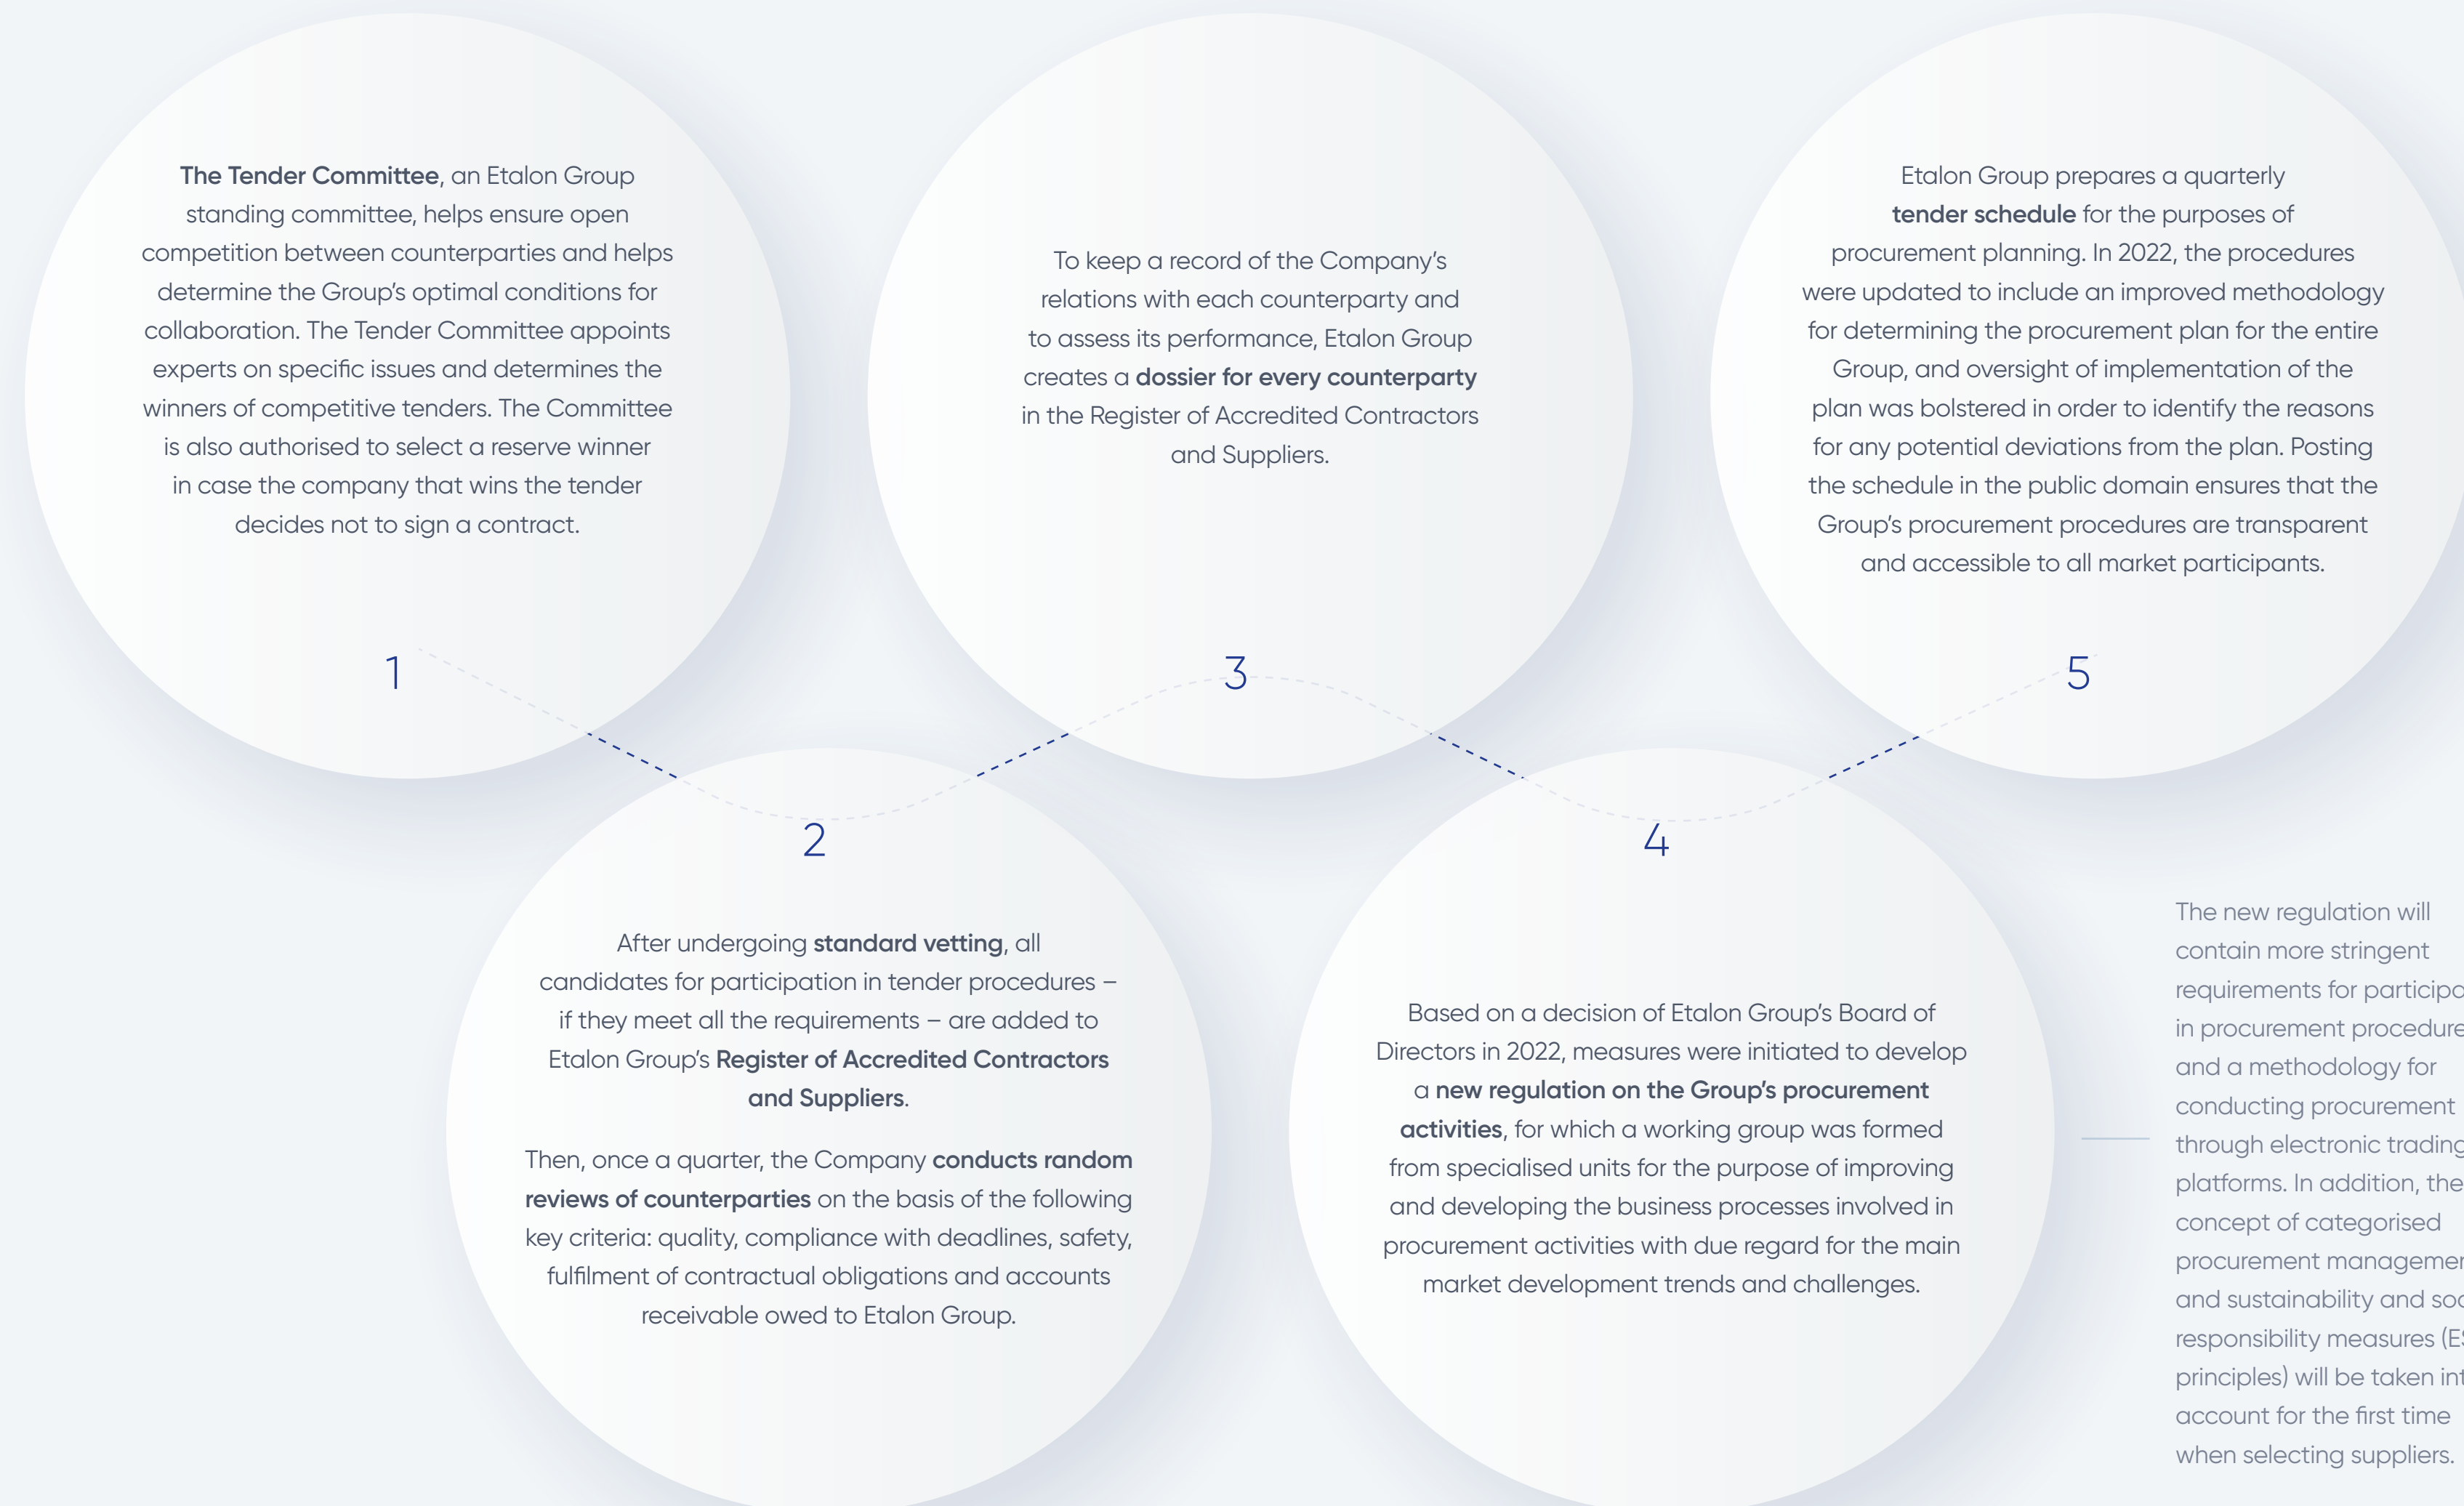 The Tender Committee, an Etalon Group
standing committee, helps ensure open
competition between counterparties and helps
determine the Group’s optimal conditions for
collaboration. The Tender Committee appoints
experts on specific issues and determines the
winners of competitive tenders. The Committee
is also authorised to select a reserve winner
in case the company that wins the tender
decides not to sign a contract.
1
2
After undergoing standard vetting, all
candidates for participation in tender procedures –
if they meet all the requirements – are added to
Etalon Group’s Register of Accredited Contractors
and Suppliers.
Then, once a quarter, the Company conducts random
reviews of counterparties on the basis of the following
key criteria: quality, compliance with deadlines, safety,
fulfilment of contractual obligations and accounts
receivable owed to Etalon Group.
To keep a record of the Company’s
relations with each counterparty and
to assess its performance, Etalon Group
creates a dossier for every counterparty
in the Register of Accredited Contractors
and Suppliers.
3
4
Based on a decision of Etalon Group’s Board of
Directors in 2022, measures were initiated to develop
a new regulation on the Group’s procurement
activities, for which a working group was formed
from specialised units for the purpose of improving
and developing the business processes involved in
procurement activities with due regard for the main
market development trends and challenges.
Etalon Group prepares a quarterly
tender schedule for the purposes of
procurement planning. In 2022, the procedures
were updated to include an improved methodology
for determining the procurement plan for the entire
Group, and oversight of implementation of the
plan was bolstered in order to identify the reasons
for any potential deviations from the plan. Posting
the schedule in the public domain ensures that the
Group’s procurement procedures are transparent
and accessible to all market participants.
5
The new regulation will
contain more stringent
requirements for
in procurement
and a methodology for
conducting procurement
through electronic
platforms. In addition, the
concept of categorised
procurement
and sustainability and
responsibility measures
principles) will be taken
account for the first time
when selecting suppliers.